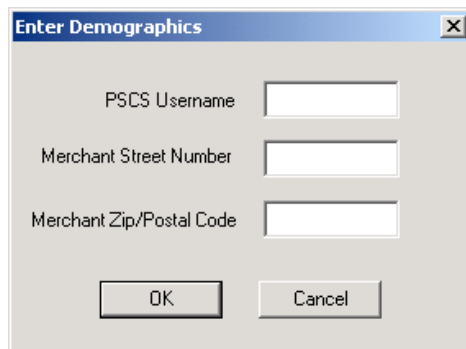 Enter Demographics
PSCS Username
Merchant Street Number
Merchant Zip/Postal Code
OK Cancel